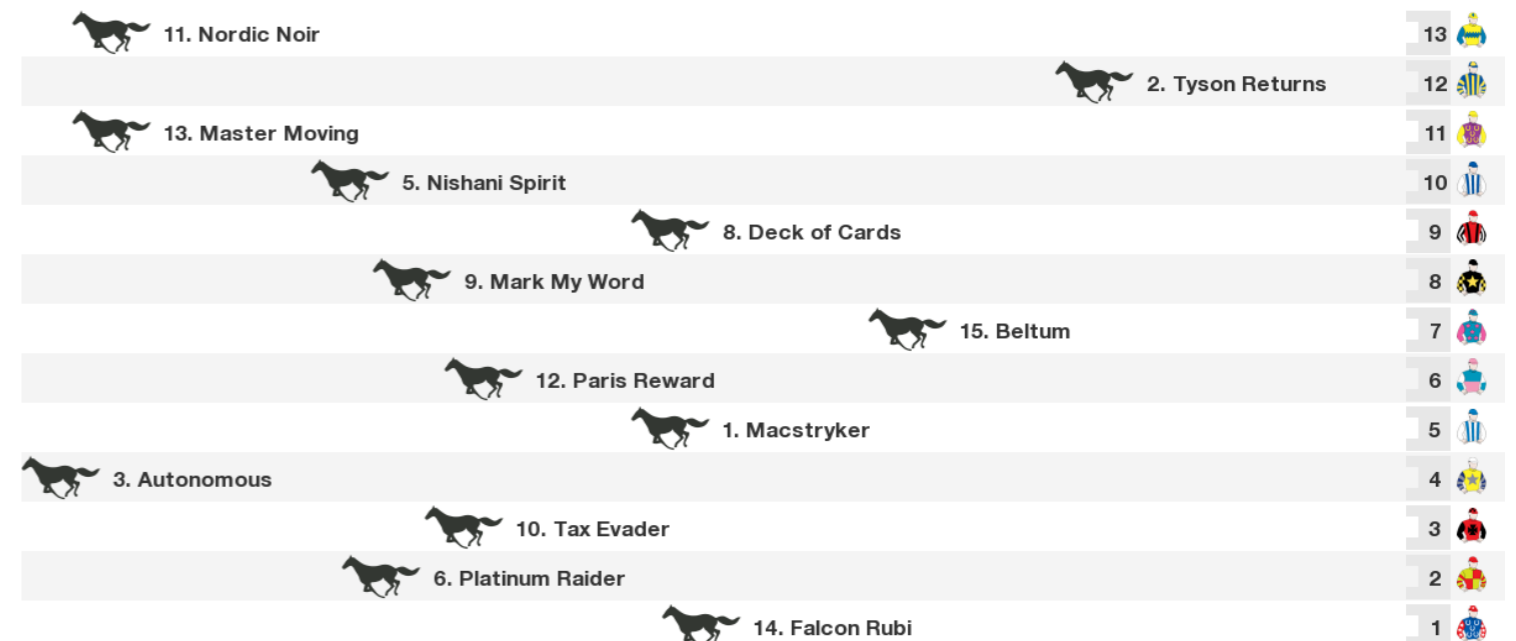 11. Nordic Noir 13
2. Tyson Returns 12
13. Master Moving 11
5. Nishani Spirit 10
8. Deck of Cards 9
9. Mark My Word 8
15. Beltum 7
12. Paris Reward 6
1. Macstryker 5
3. Autonomous 4
10. Tax Evader 3
6. Platinum Raider 2
14. Falcon Rubi 1